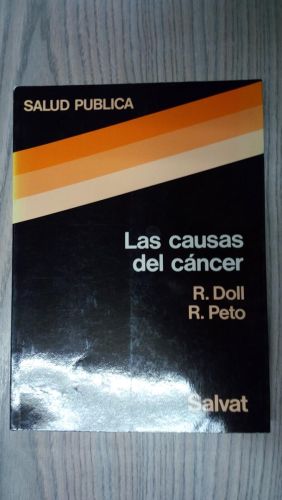 SALUD PUBLICA
Las causas
del cáncer
R. Doll
R. Peto
Salvat